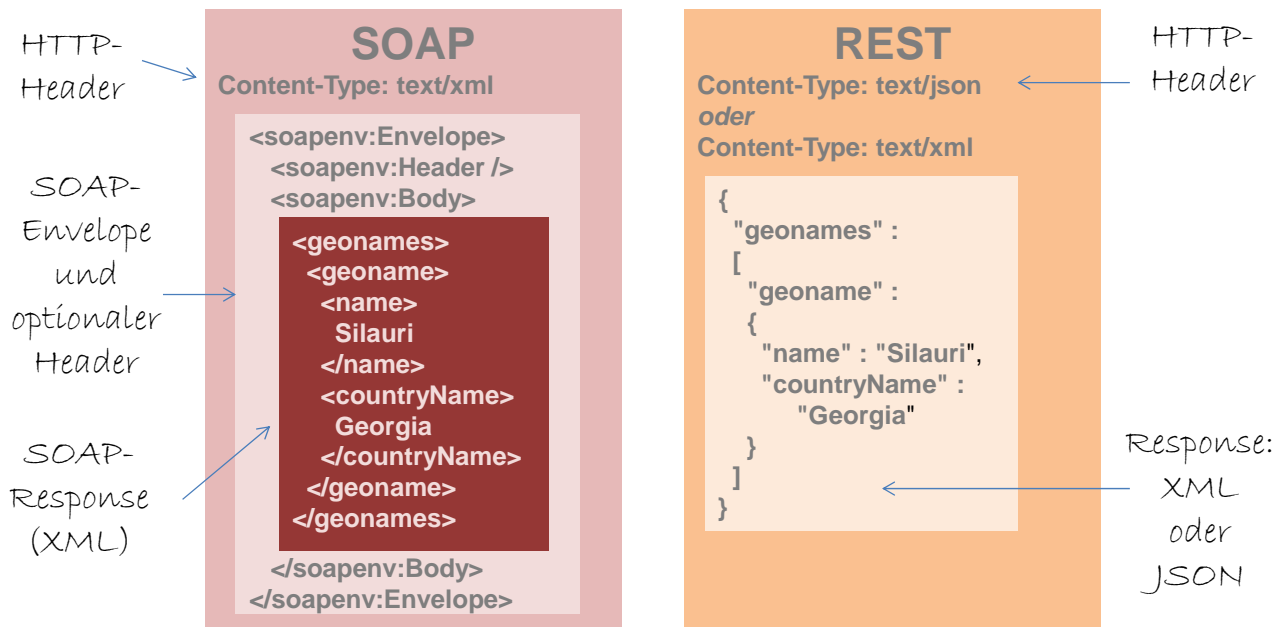 HTTP-
Header
SOAP-
Envelope
und
optionaler
Header
SOAP-
Response
(XML)
SOAP
Content-Type: text/xml
<soapenv:Envelope>
<soapenv:Header />
<soapenv:Body>
<geonames>
<geoname>
<name>
Silauri
</name>
<countryName>
Georgia
</countryName>
</geoname>
</geonames>
</soapenv:Body>
</soapenv:Envelope>
REST
Content-Type: text/json
oder
Content-Type: text/xml
{
"geonames" :
[
"geoname" :
{
"name" : "Silauri",
"countryName" :
"Georgia"
}
]
}
HTTP-
Header
Response:
XML
oder
JSON